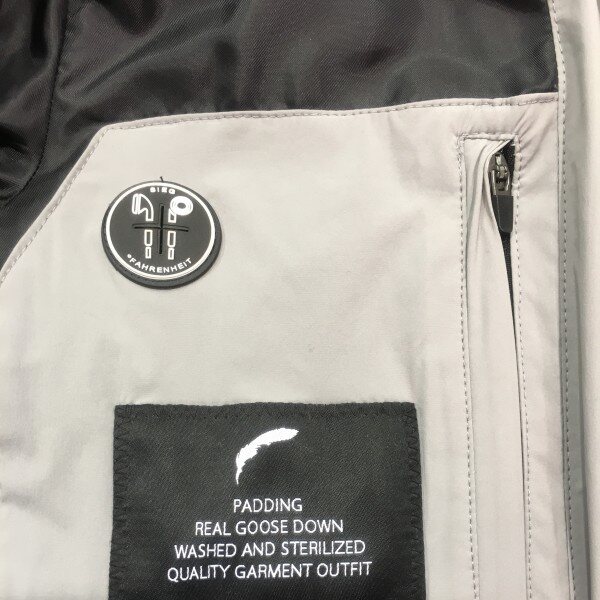 SIEG
°FAHRENHEIT
PADDING
REAL GOOSE DOWN
WASHED AND STERILIZED
QUALITY GARMENT OUTFIT